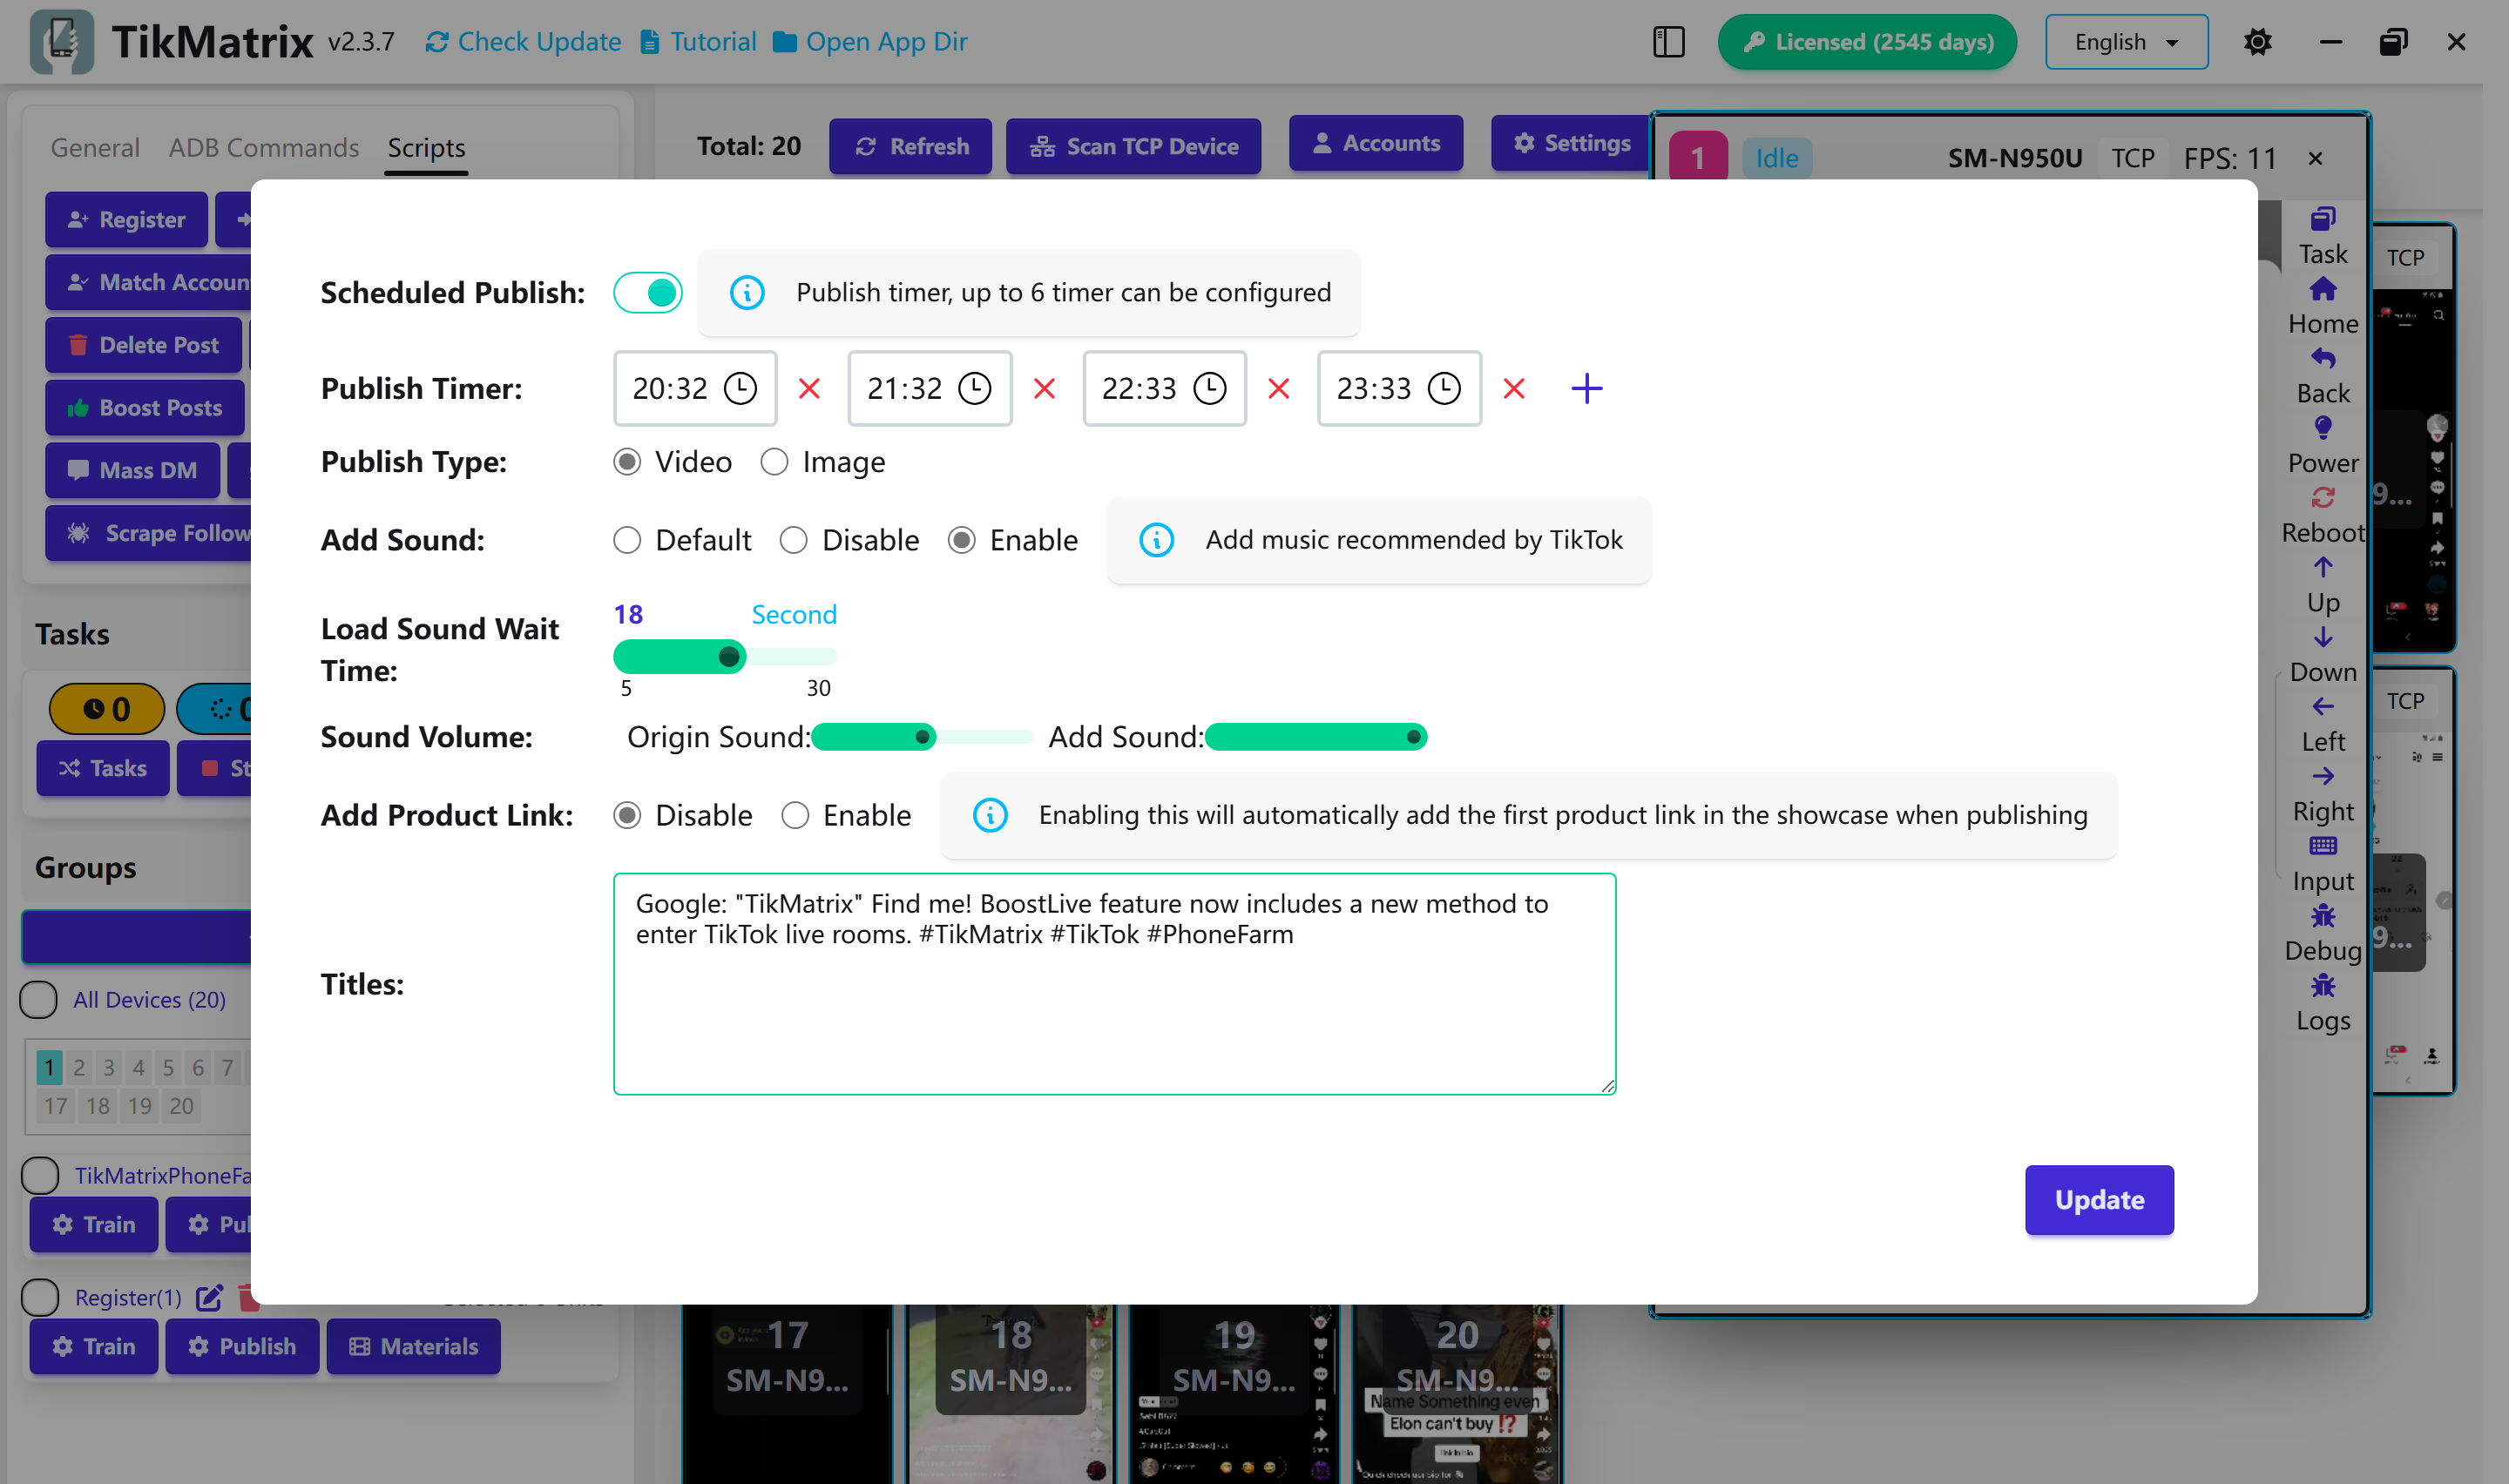 TikMatrix v2.3.7 Check Update Tutorial Open App Dir Licensed (2545 days) English
General ADB Commands Scripts
Total: 20 Refresh Scan TCP Device Accounts Settings
1 Idle SM-N950U TCP FPS: 11
Register
Match Accoun
Delete Post
Boost Posts
Mass DM
Scrape Follow
Tasks
0
Tasks
Groups
All Devices (20)
1 2 3 4 5 6 7
17 18 19 20
TikMatrixPhoneFa
Train
Register(1)
Train Publish Materials
Scheduled Publish: Publish timer, up to 6 timer can be configured
Publish Timer: 20:32 21:32 22:33 23:33
Publish Type: Video Image
Add Sound: Default Disable Enable Add music recommended by TikTok
Load Sound Wait
Time:
18 Second
5 30
Sound Volume: Origin Sound: Add Sound:
Add Product Link: Disable Enable Enabling this will automatically add the first product link in the showcase when publishing
Titles:
Google: "TikMatrix" Find me! BoostLive feature now includes a new method to
enter TikTok live rooms. #TikMatrix #TikTok #PhoneFarm
Update
Task
Home
Back
Power
Reboot
Up
Down
Left
Right
Input
Debug
Logs
TCP
9...
TCP
9...
17
SM-N9...
18
SM-N9...
19
SM-N9...
20
SM-N9...
Name Something even
Elon can't buy ⁉️